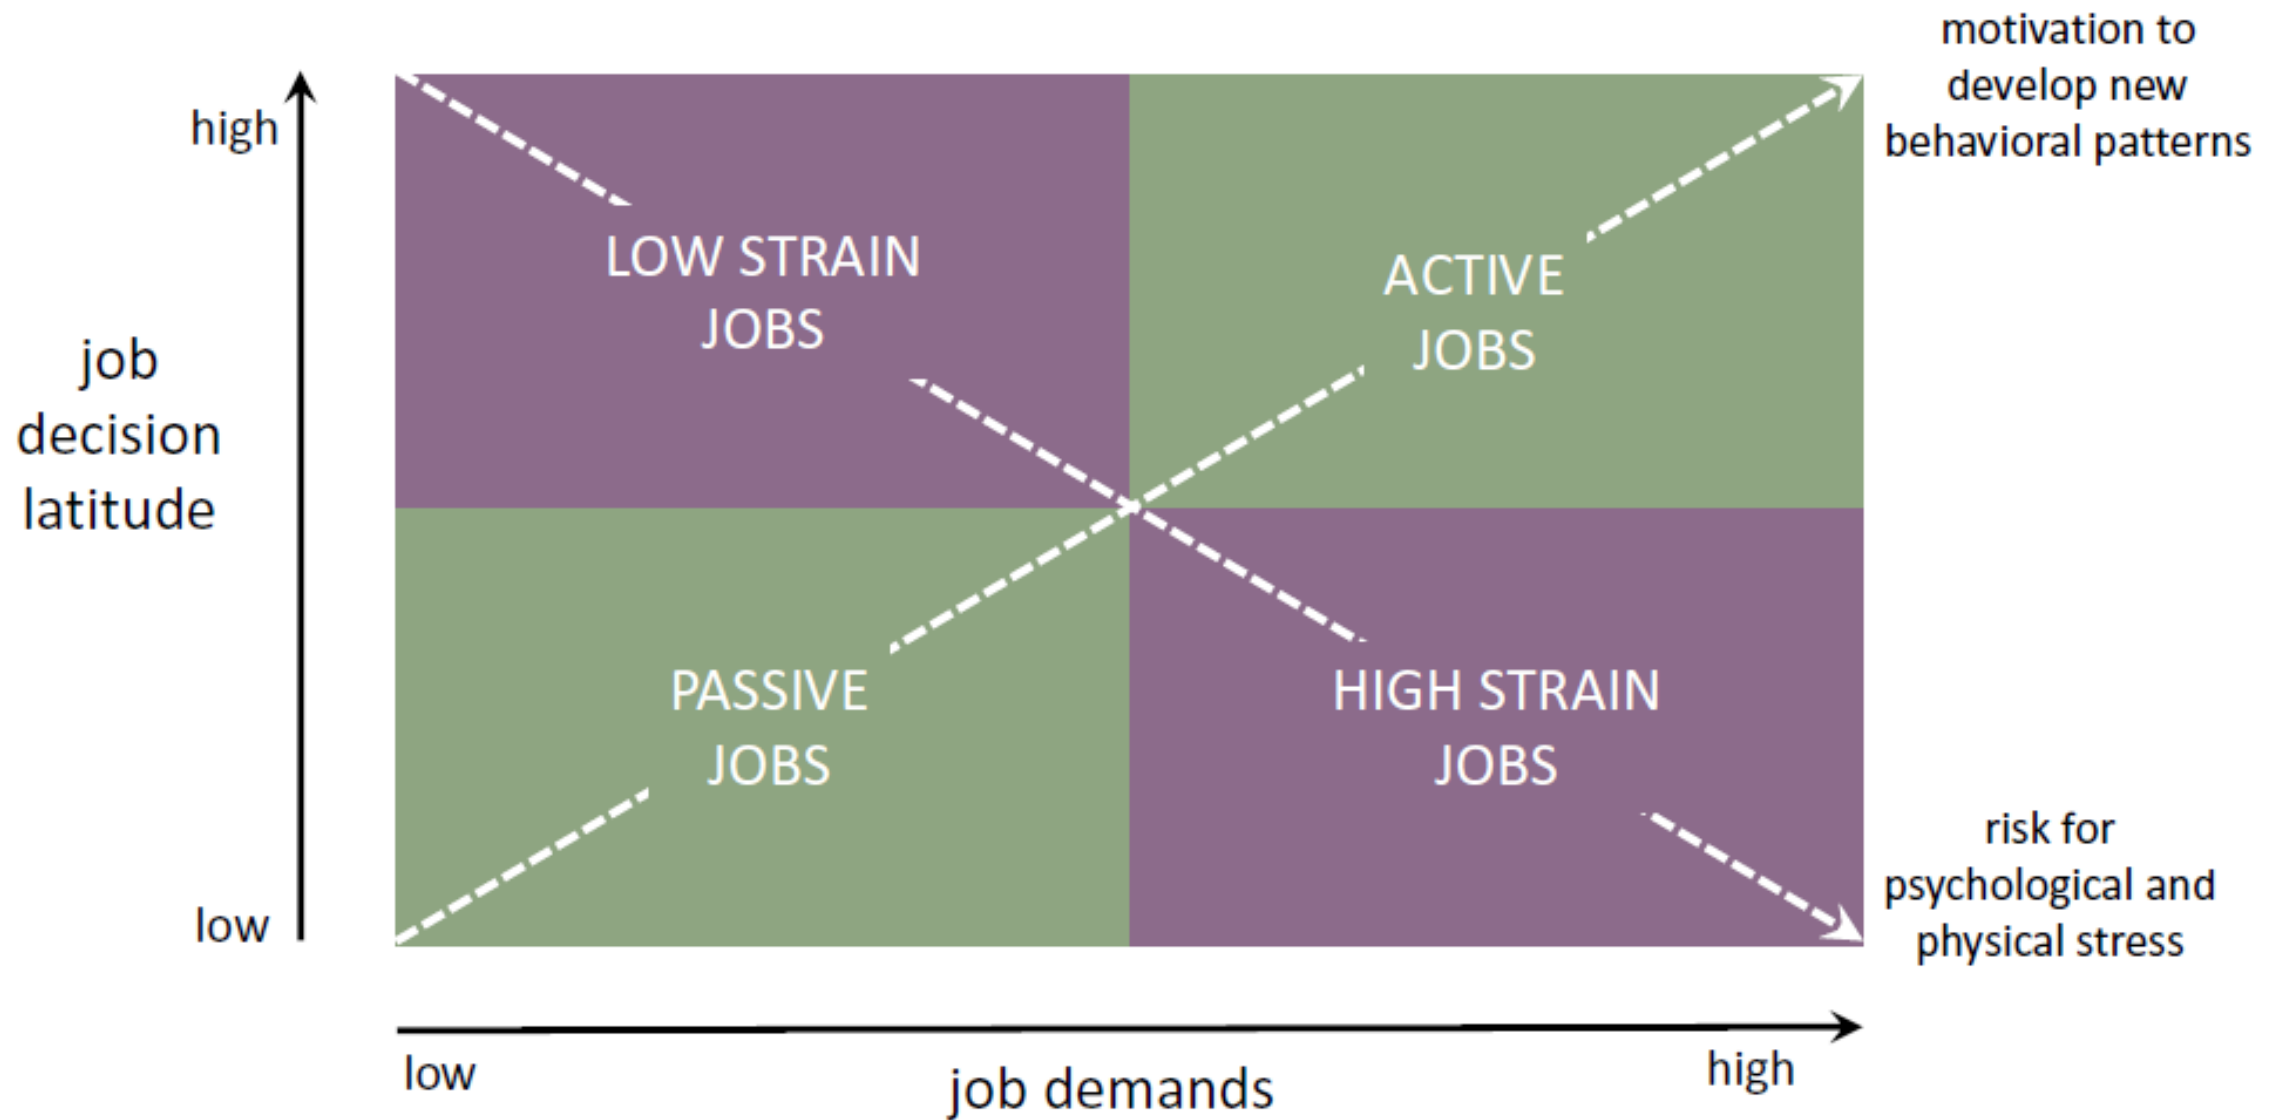 motivation to
develop new
behavioral patterns
high
LOW STRAIN
JOBS
ACTIVE
JOBS
job
decision
latitude
PASSIVE
JOBS
HIGH STRAIN
JOBS
risk for
psychological and
physical stress
low
low
job demands
high